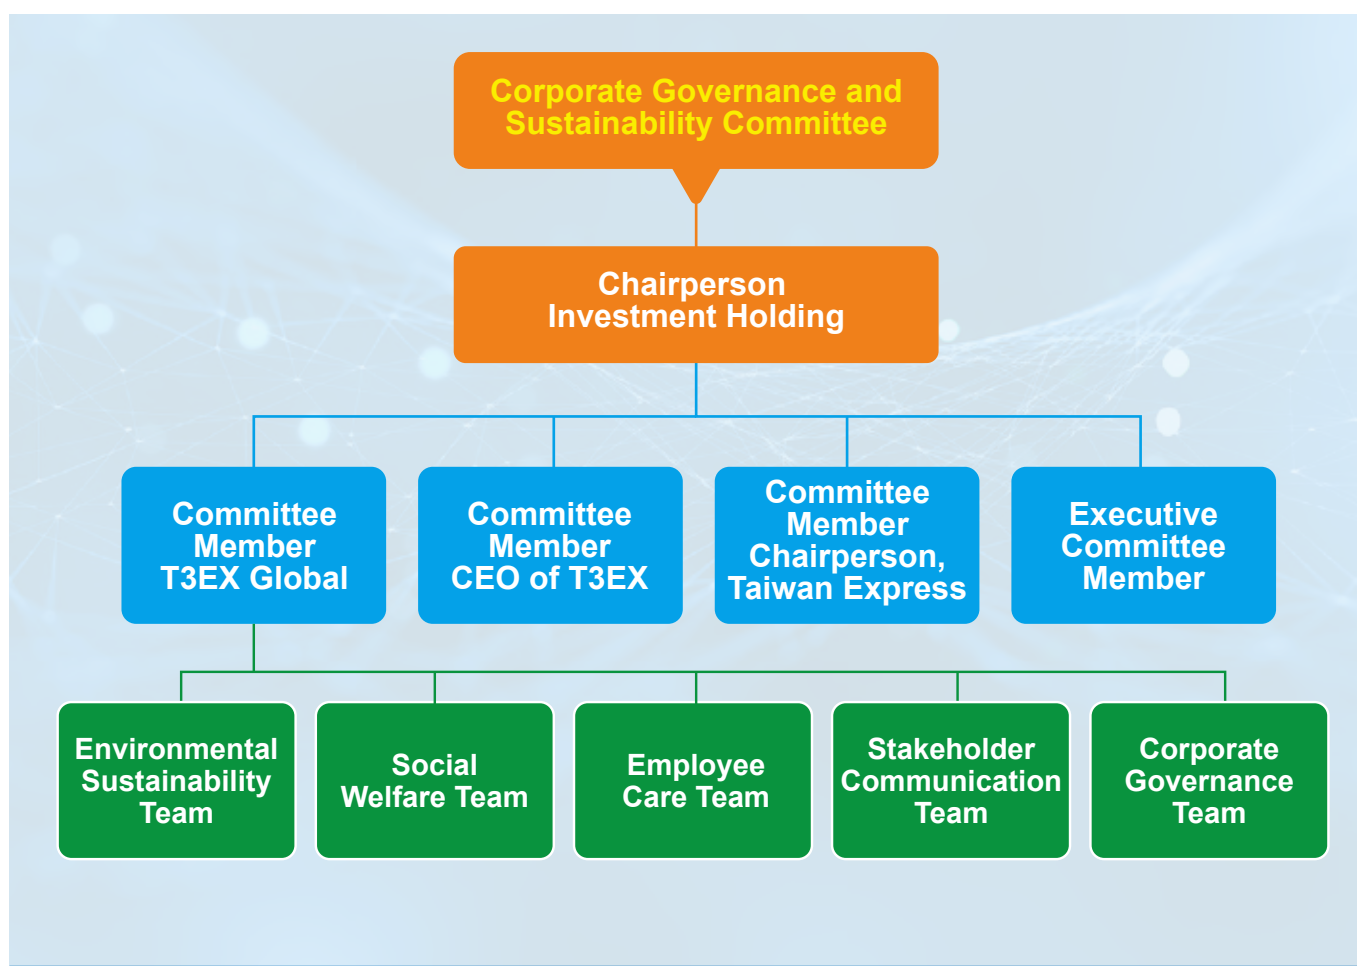 Corporate Governance and
Sustainability Committee
Chairperson
Investment Holding
Committee
Member
T3EX Global
Committee
Member
CEO of T3EX
Committee
Member
Chairperson,
Taiwan Express
Executive
Committee
Member
Environmental
Sustainability
Team
Social
Welfare Team
Employee
Care Team
Stakeholder
Communication
Team
Corporate
Governance
Team